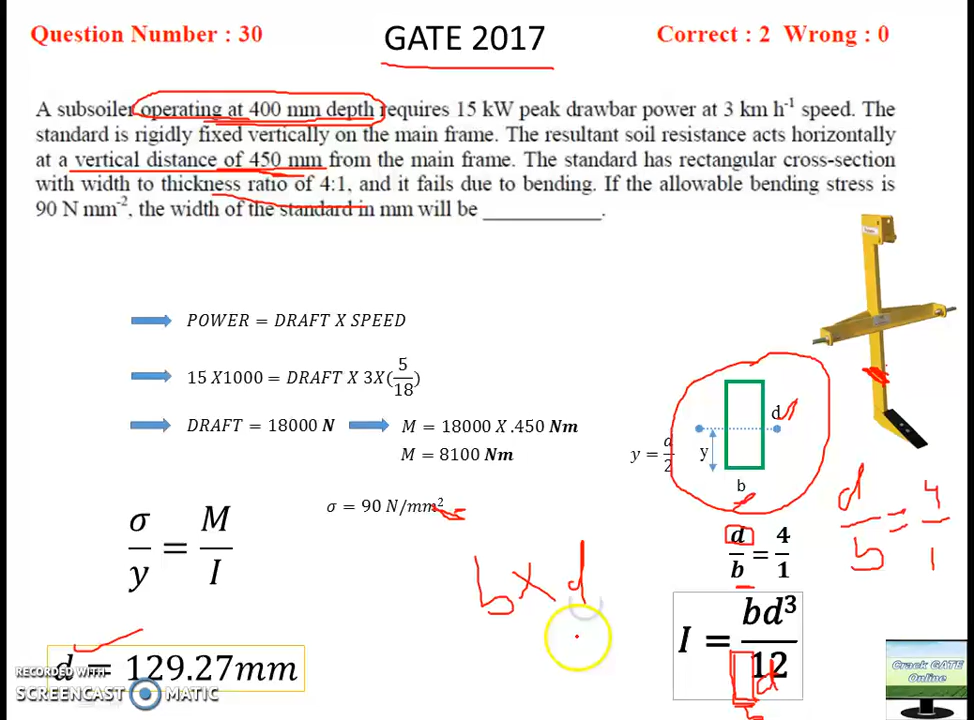 Question Number : 30
GATE 2017
Correct : 2 Wrong : 0
A subsoiler operating at 400 mm depth requires 15 kW peak drawbar power at 3 km h⁻¹ speed. The
standard is rigidly fixed vertically on the main frame. The resultant soil resistance acts horizontally
at a vertical distance of 450 mm from the main frame. The standard has rectangular cross-section
with width to thickness ratio of 4:1, and it fails due to bending. If the allowable bending stress is
90 N mm⁻², the width of the standard in mm will be ____________.
POWER = DRAFT X SPEED
15 X1000 = DRAFT X 3X(5/18)
DRAFT = 18000 N
M = 18000 X .450 Nm
M = 8100 Nm
d
y = d/2
y
b
σ = 90 N/mm²
σ/y = M/I
d/b = 4/1
d/b = 4/1
b x d
I = bd³/12
d
b
d = 129.27mm
RECORDED WITH
SCREENCAST MATIC
Crack GATE
Online